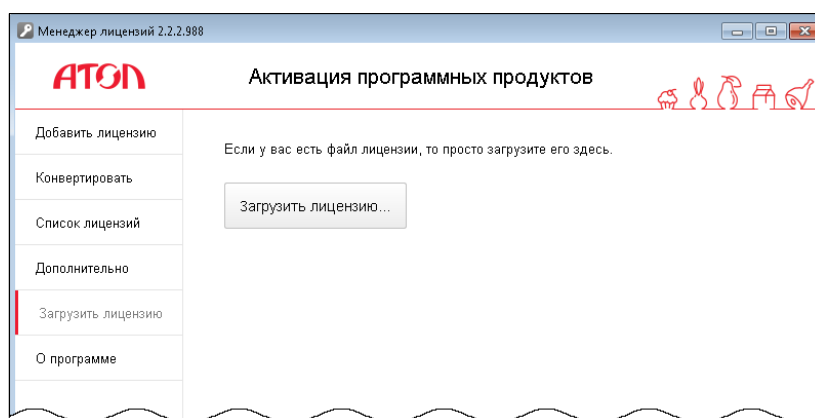 Менеджер лицензий 2.2.2.988
АТОЛ
Активация программных продуктов
Добавить лицензию
Если у вас есть файл лицензии, то просто загрузите его здесь.
Конвертировать
Загрузить лицензию...
Список лицензий
Дополнительно
Загрузить лицензию
О программе